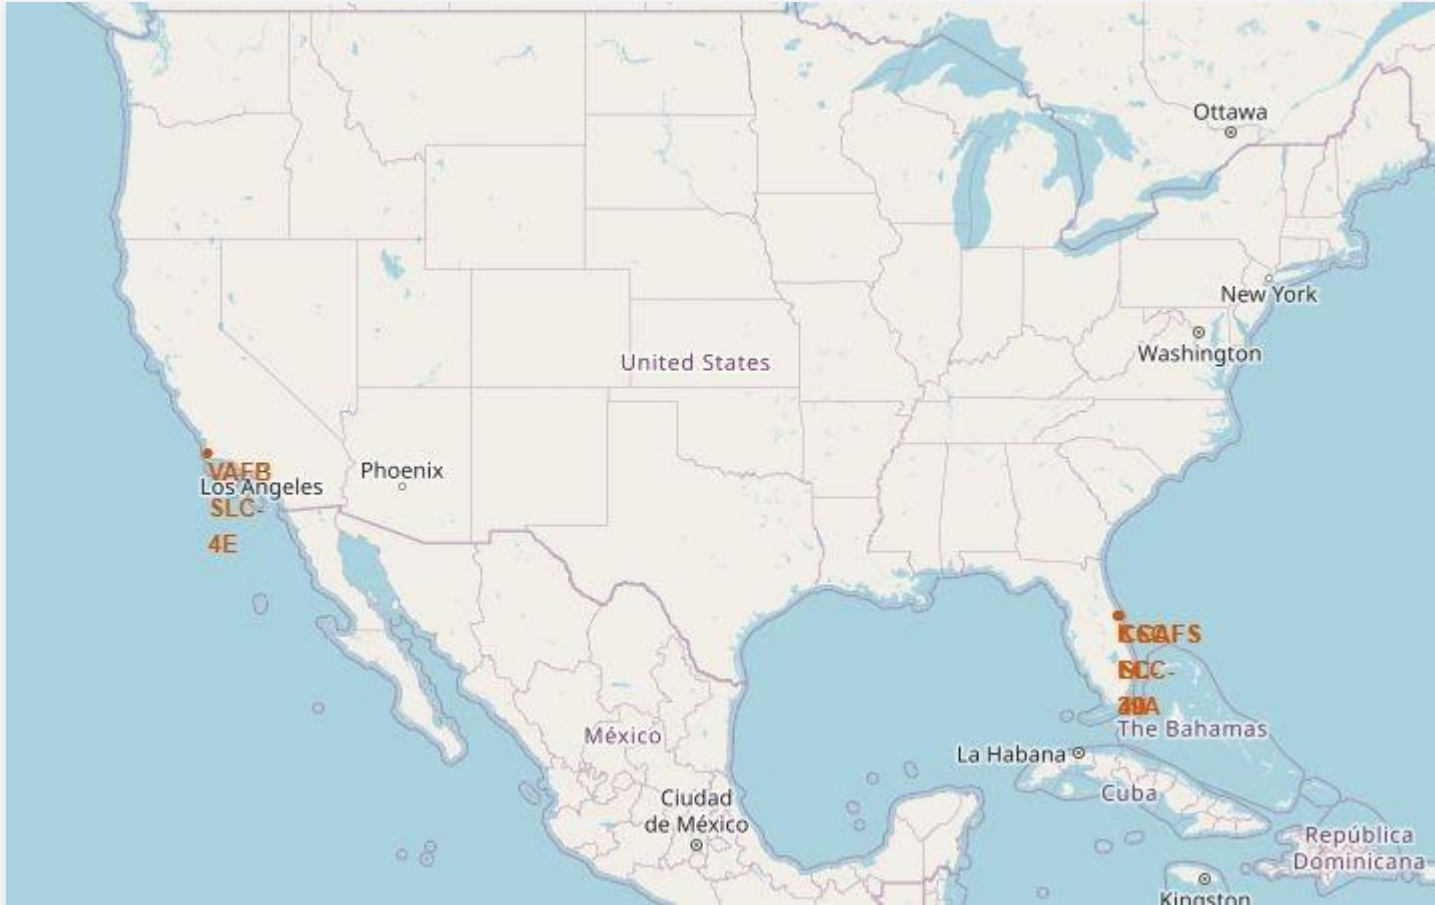 Ottawa
New York
Washington
United States
Phoenix
VAFB
Los Angeles
SLC-
4E
The Bahamas
México
La Habana
Cuba
Ciudad
de México
República
Dominicana
Kingston